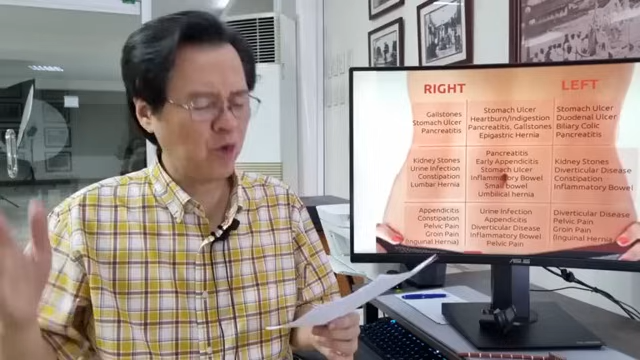 RIGHT
LEFT
Gallstones
Stomach Ulcer
Pancreatitis
Stomach Ulcer
Heartburn/Indigestion
Pancreatitis, Gallstones
Epigastric Hernia
Stomach Ulcer
Duodenal Ulcer
Biliary Colic
Pancreatitis
Kidney Stones
Urine Infection
Constipation
Lumbar Hernia
Pancreatitis
Early Appendicitis
Stomach Ulcer
Inflammatory Bowel
Small bowel
Umbilical hernia
Kidney Stones
Diverticular Disease
Constipation
Inflammatory Bowel
Appendicitis
Constipation
Pelvic Pain
Groin Pain
(Inguinal Hernia)
Urine Infection
Appendicitis
Diverticular Disease
Inflammatory Bowel
Pelvic Pain
Diverticular Disease
Pelvic Pain
Groin Pain
(Inguinal Hernia)
ASUS